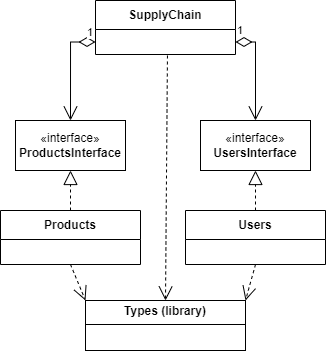 SupplyChain
1
1
«interface»
ProductsInterface
«interface»
UsersInterface
Products
Users
Types (library)